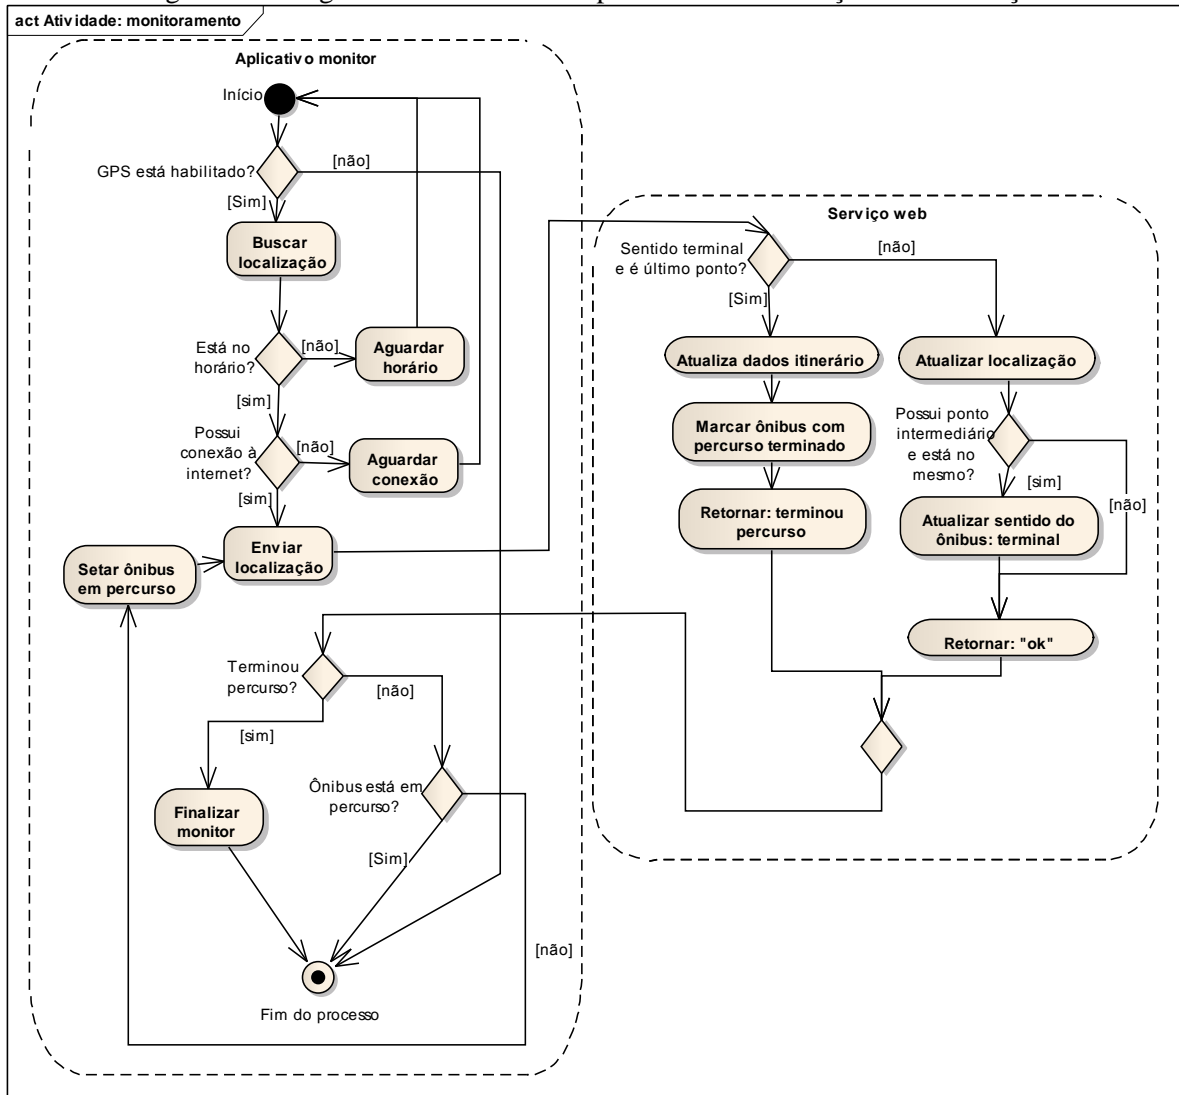 act Atividade: monitoramento
Aplicativo monitor
Início
GPS está habilitado?
[não]
[Sim]
Buscar
localização
Está no
horário?
[não]
Aguardar
horário
[sim]
Possui
conexão à
internet?
[não]
Aguardar
conexão
[sim]
Enviar
localização
Setar ônibus
em percurso
Terminou
percurso?
[não]
[sim]
Finalizar
monitor
Ônibus está em
percurso?
[Sim]
[não]
Fim do processo
Serviço web
Sentido terminal
e é último ponto?
[não]
[Sim]
Atualiza dados itinerário
Marcar ônibus com
percurso terminado
Retornar: terminou
percurso
Atualizar localização
Possui ponto
intermediário
e está no
mesmo?
[sim]
[não]
Atualizar sentido do
ônibus: terminal
Retornar: "ok"